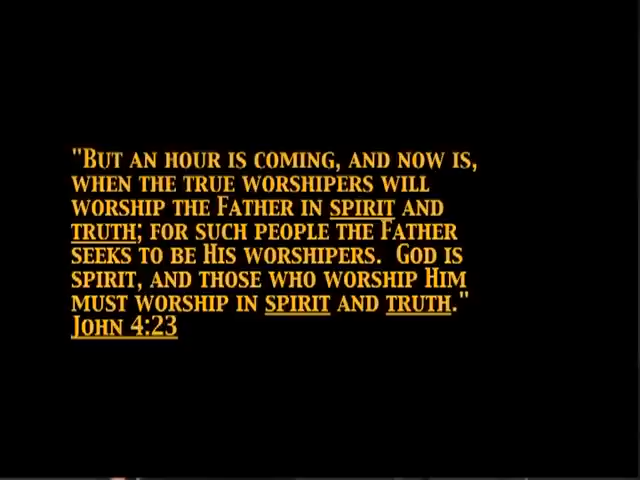 "But an hour is coming, and now is,
when the true worshipers will
worship the Father in spirit and
truth; for such people the Father
seeks to be His worshipers.  God is
spirit, and those who worship Him
must worship in spirit and truth."
John 4:23